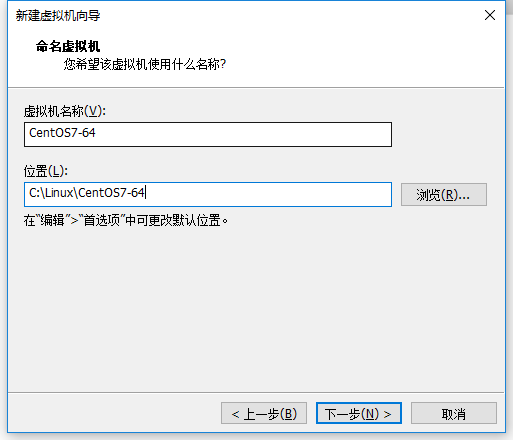 新建虚拟机向导
命名虚拟机
您希望该虚拟机使用什么名称?
虚拟机名称(V):
CentOS7-64
位置(L):
C:\Linux\CentOS7-64
浏览(R)...
在“编辑”>“首选项”中可更改默认位置。
< 上一步(B)
下一步(N) >
取消